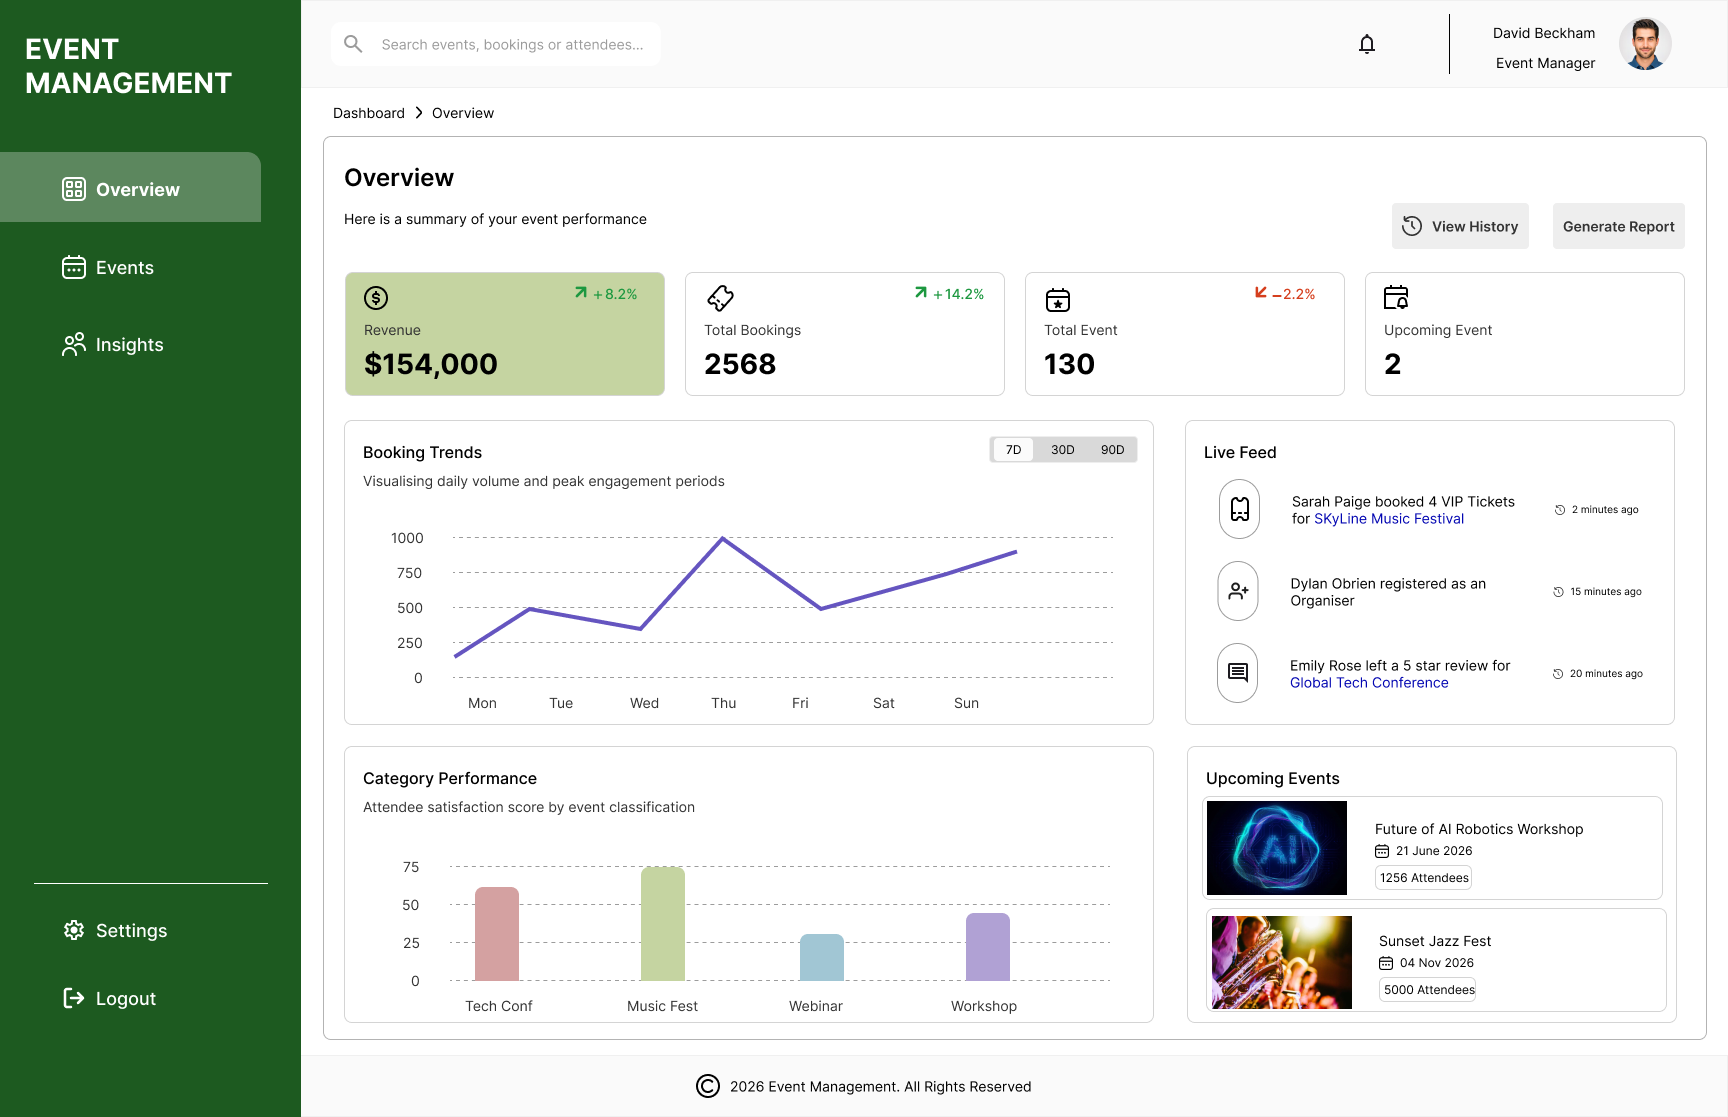 EVENT
MANAGEMENT
Overview
Events
Insights
Settings
Logout
Search events, bookings or attendees...
David Beckham
Event Manager
Dashboard > Overview
Overview
Here is a summary of your event performance
View History
Generate Report
+8.2%
Revenue
$154,000
+14.2%
Total Bookings
2568
–2.2%
Total Event
130
Upcoming Event
2
Booking Trends
7D 30D 90D
Visualising daily volume and peak engagement periods
1000
750
500
250
0
Mon Tue Wed Thu Fri Sat Sun
Live Feed
Sarah Paige booked 4 VIP Tickets
for SKyLine Music Festival
2 minutes ago
Dylan Obrien registered as an
Organiser
15 minutes ago
Emily Rose left a 5 star review for
Global Tech Conference
20 minutes ago
Category Performance
Attendee satisfaction score by event classification
75
50
25
0
Tech Conf Music Fest Webinar Workshop
Upcoming Events
AI
Future of AI Robotics Workshop
21 June 2026
1256 Attendees
Sunset Jazz Fest
04 Nov 2026
5000 Attendees
© 2026 Event Management. All Rights Reserved